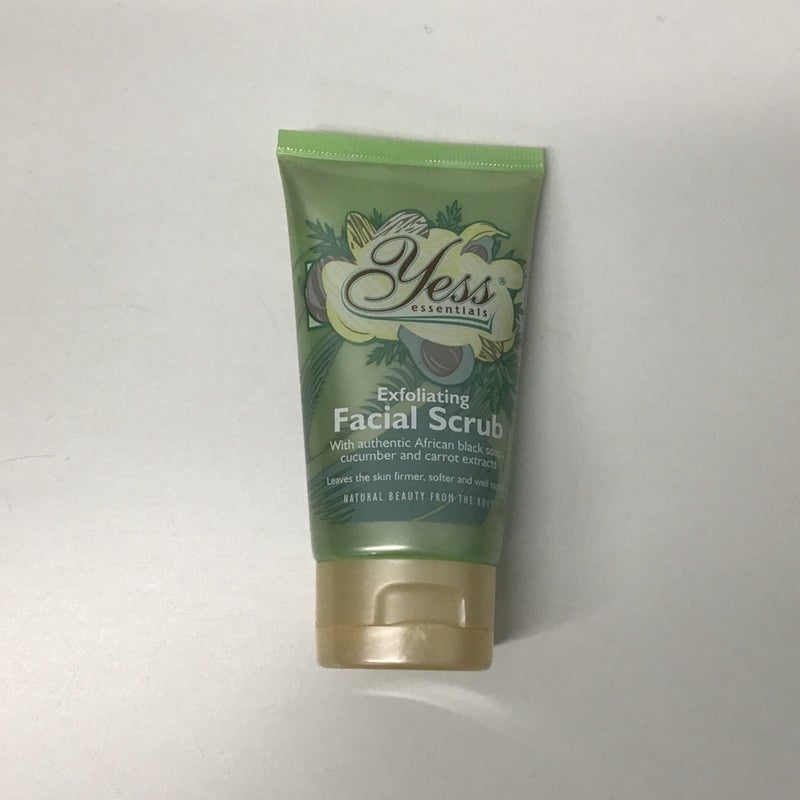 Yess®
essentials
Exfoliating
Facial Scrub
With authentic African black soap,
cucumber and carrot extracts
Leaves the skin firmer, softer and well
NATURAL BEAUTY FROM THE